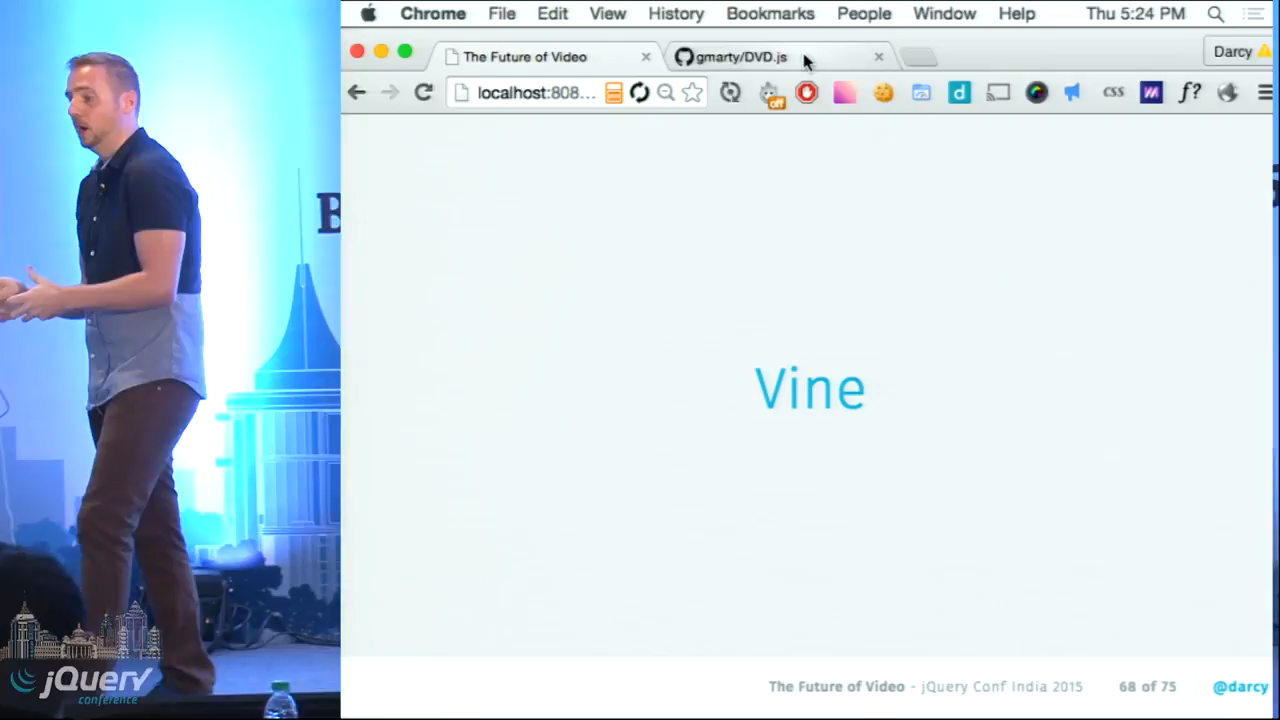 Chrome File Edit View History Bookmarks People Window Help Thu 5:24 PM
The Future of Video gmarty/DVD.js Darcy
localhost:808... off d CSS f?
B
Vine
jQuery
conference
The Future of Video - jQuery Conf India 2015 68 of 75 @darcy